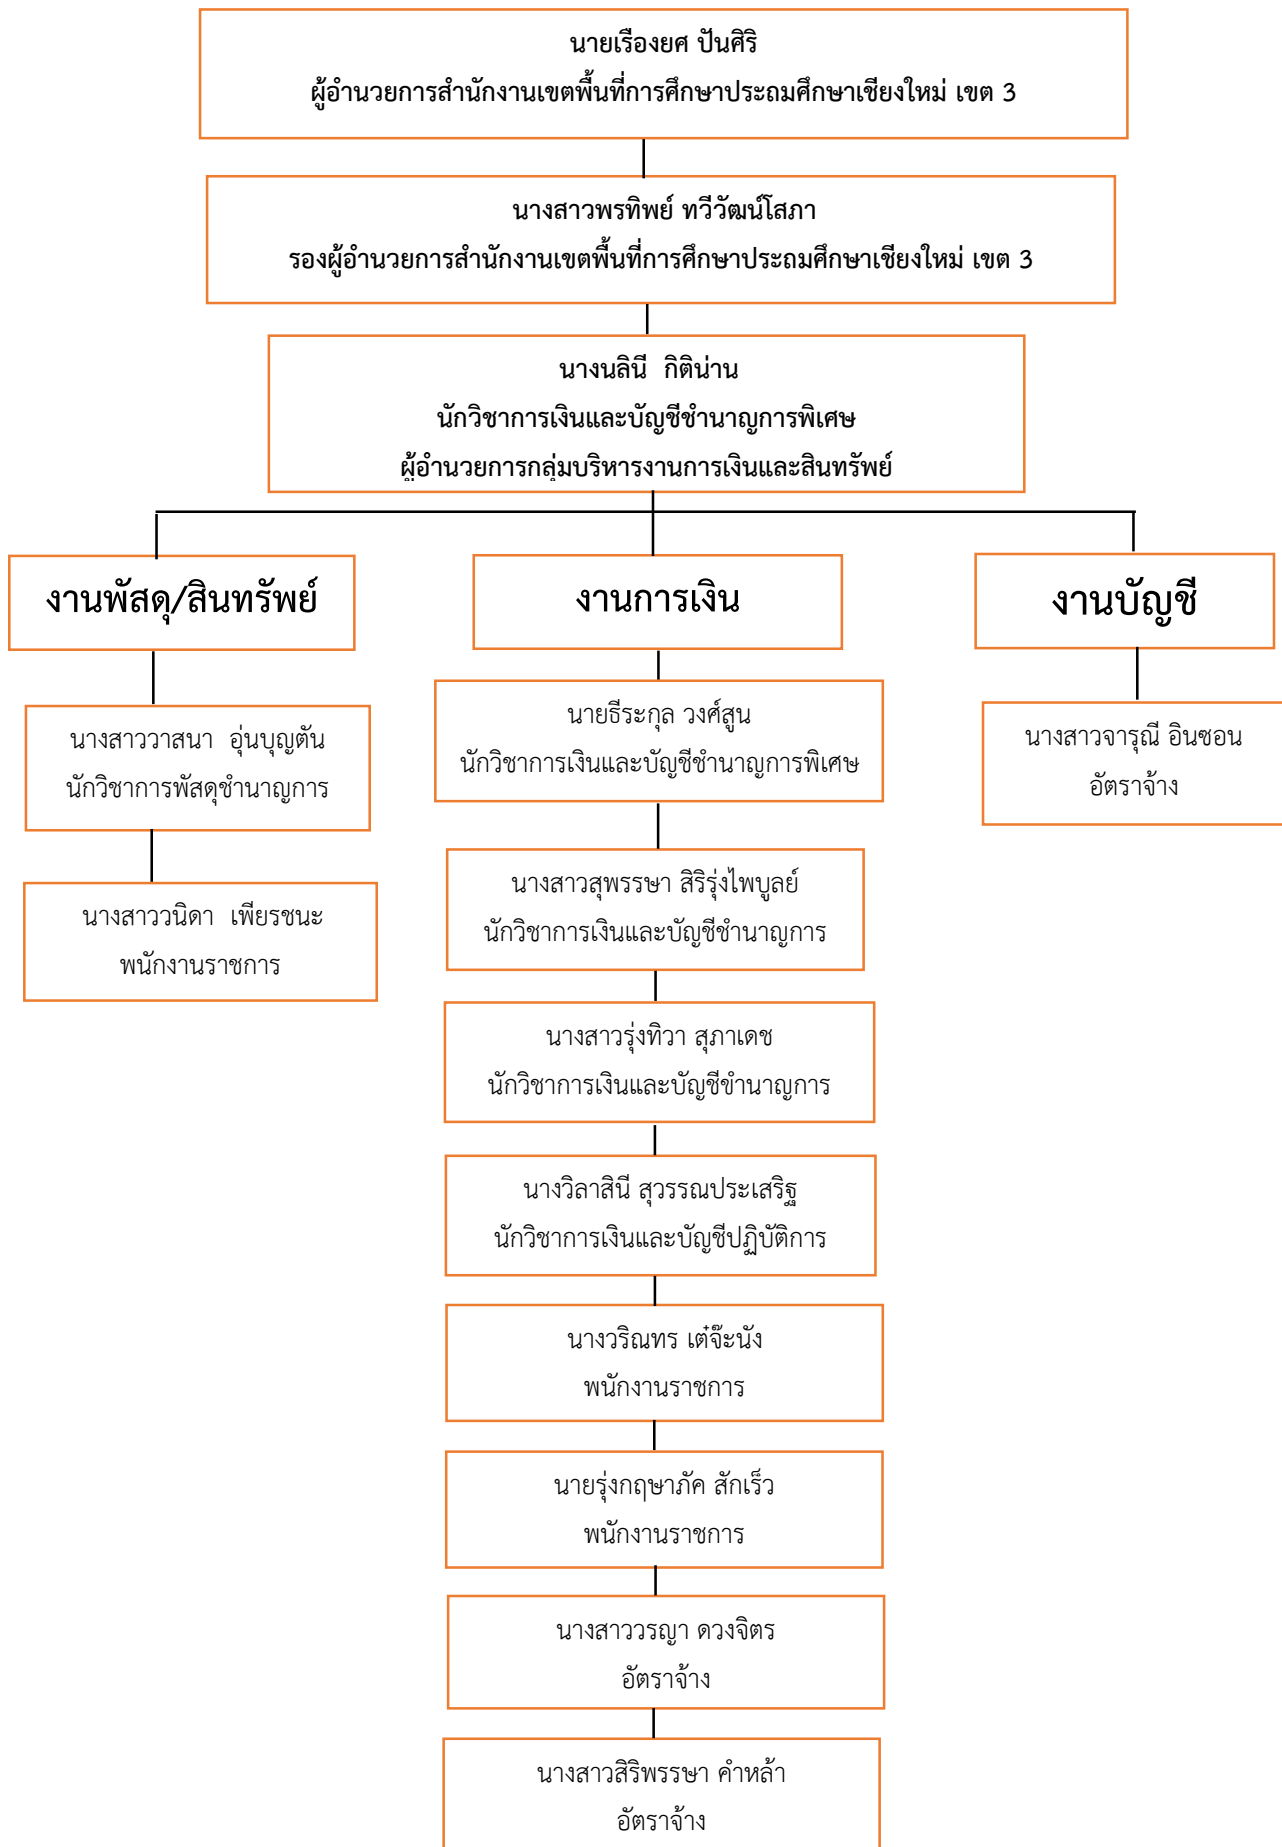 นายเรืองยศ ปันศิริ
ผู้อำนวยการสำนักงานเขตพื้นที่การศึกษาประถมศึกษาเชียงใหม่ เขต 3
นางสาวพรทิพย์ ทวีวัฒน์โสภา
รองผู้อำนวยการสำนักงานเขตพื้นที่การศึกษาประถมศึกษาเชียงใหม่ เขต 3
นางนลินี กิติน่าน
นักวิชาการเงินและบัญชีชำนาญการพิเศษ
ผู้อำนวยการกลุ่มบริหารงานการเงินและสินทรัพย์
งานพัสดุ/สินทรัพย์
นางสาววาสนา อุ่นบุญตัน
นักวิชาการพัสดุชำนาญการ
นางสาววนิดา เพียรชนะ
พนักงานราชการ
งานการเงิน
นายธีระกุล วงศ์สูน
นักวิชาการเงินและบัญชีชำนาญการพิเศษ
นางสาวสุพรรษา สิริรุ่งไพบูลย์
นักวิชาการเงินและบัญชีชำนาญการ
นางสาวรุ่งทิวา สุภาเดช
นักวิชาการเงินและบัญชีขำนาญการ
นางวิลาสินี สุวรรณประเสริฐ
นักวิชาการเงินและบัญชีปฏิบัติการ
นางวริณทร เต๋จ๊ะนัง
พนักงานราชการ
นายรุ่งกฤษาภัค สักเร็ว
พนักงานราชการ
นางสาววรญา ดวงจิตร
อัตราจ้าง
นางสาวสิริพรรษา คำหล้า
อัตราจ้าง
งานบัญชี
นางสาวจารุณี อินซอน
อัตราจ้าง